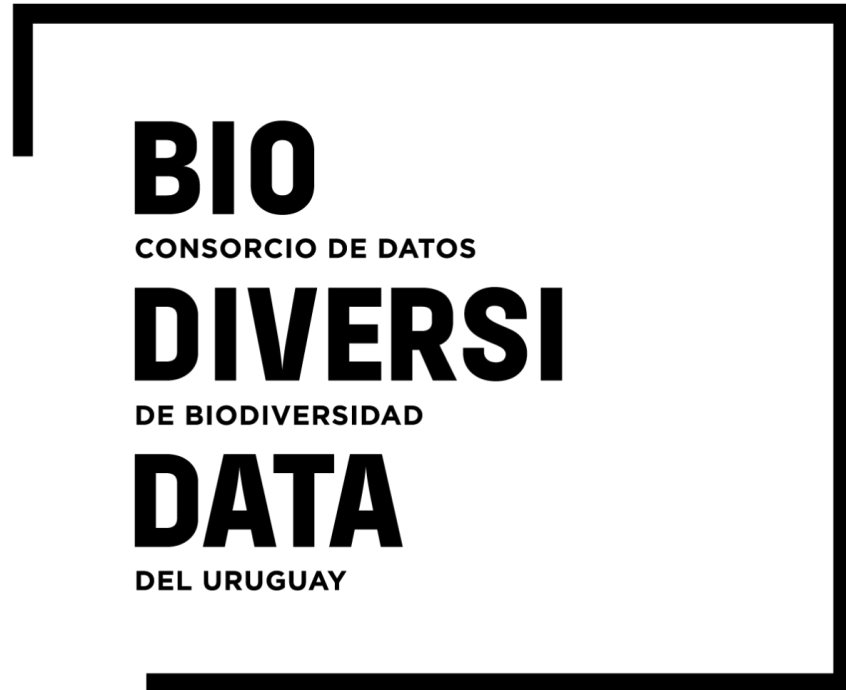 BIO
CONSORCIO DE DATOS
DIVERSI
DE BIODIVERSIDAD
DATA
DEL URUGUAY